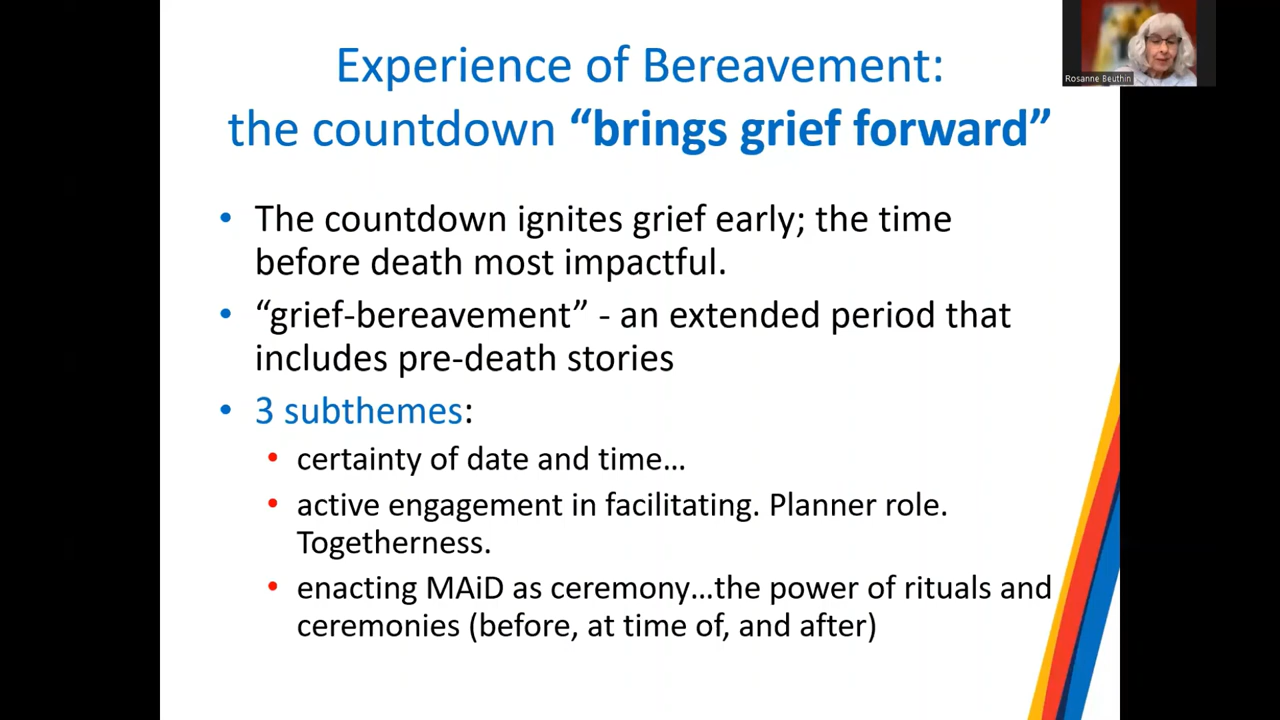 Experience of Bereavement:
the countdown “brings grief forward”
Rosanne Beuthin
• The countdown ignites grief early; the time
before death most impactful.
• “grief-bereavement” - an extended period that
includes pre-death stories
• 3 subthemes:
• certainty of date and time…
• active engagement in facilitating. Planner role.
Togetherness.
• enacting MAiD as ceremony…the power of rituals and
ceremonies (before, at time of, and after)